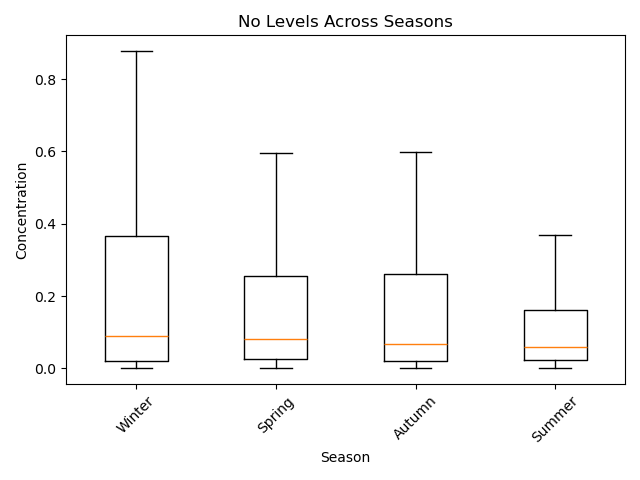 No Levels Across Seasons
Concentration
0.8
0.6
0.4
0.2
0.0
Winter
Spring
Autumn
Summer
Season